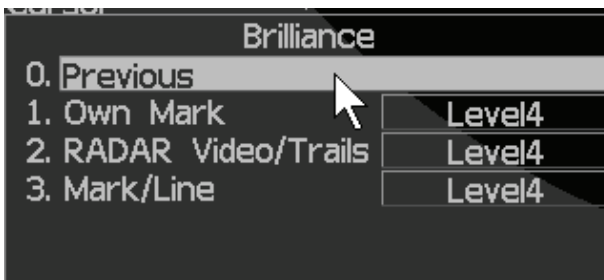 Brilliance
0. Previous
1. Own Mark Level4
2. RADAR Video/Trails Level4
3. Mark/Line Level4